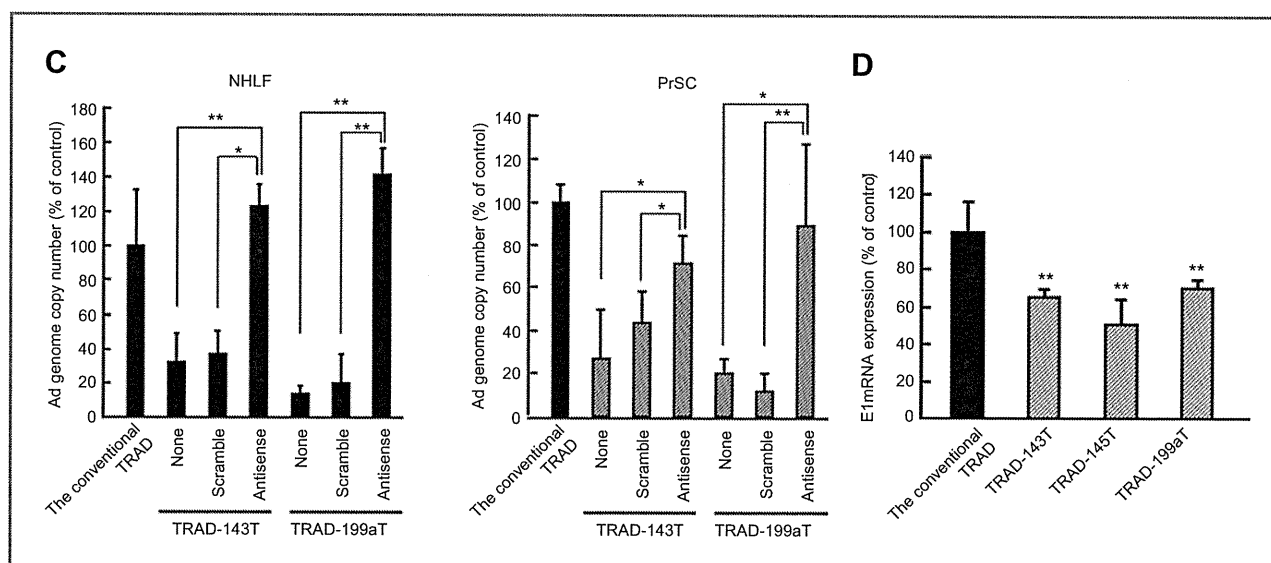 C
NHLF
Ad genome copy number (% of control)
180
160
140
120
100
80
60
40
20
0
**
*
**
**
The conventional TRAD
None
Scramble
Antisense
None
Scramble
Antisense
TRAD-143T
TRAD-199aT
PrSC
Ad genome copy number (% of control)
140
120
100
80
60
40
20
0
*
*
*
**
The conventional TRAD
None
Scramble
Antisense
None
Scramble
Antisense
TRAD-143T
TRAD-199aT
D
E1mRNA expression (% of control)
140
120
100
80
60
40
20
0
**
**
**
The conventional TRAD
TRAD-143T
TRAD-145T
TRAD-199aT